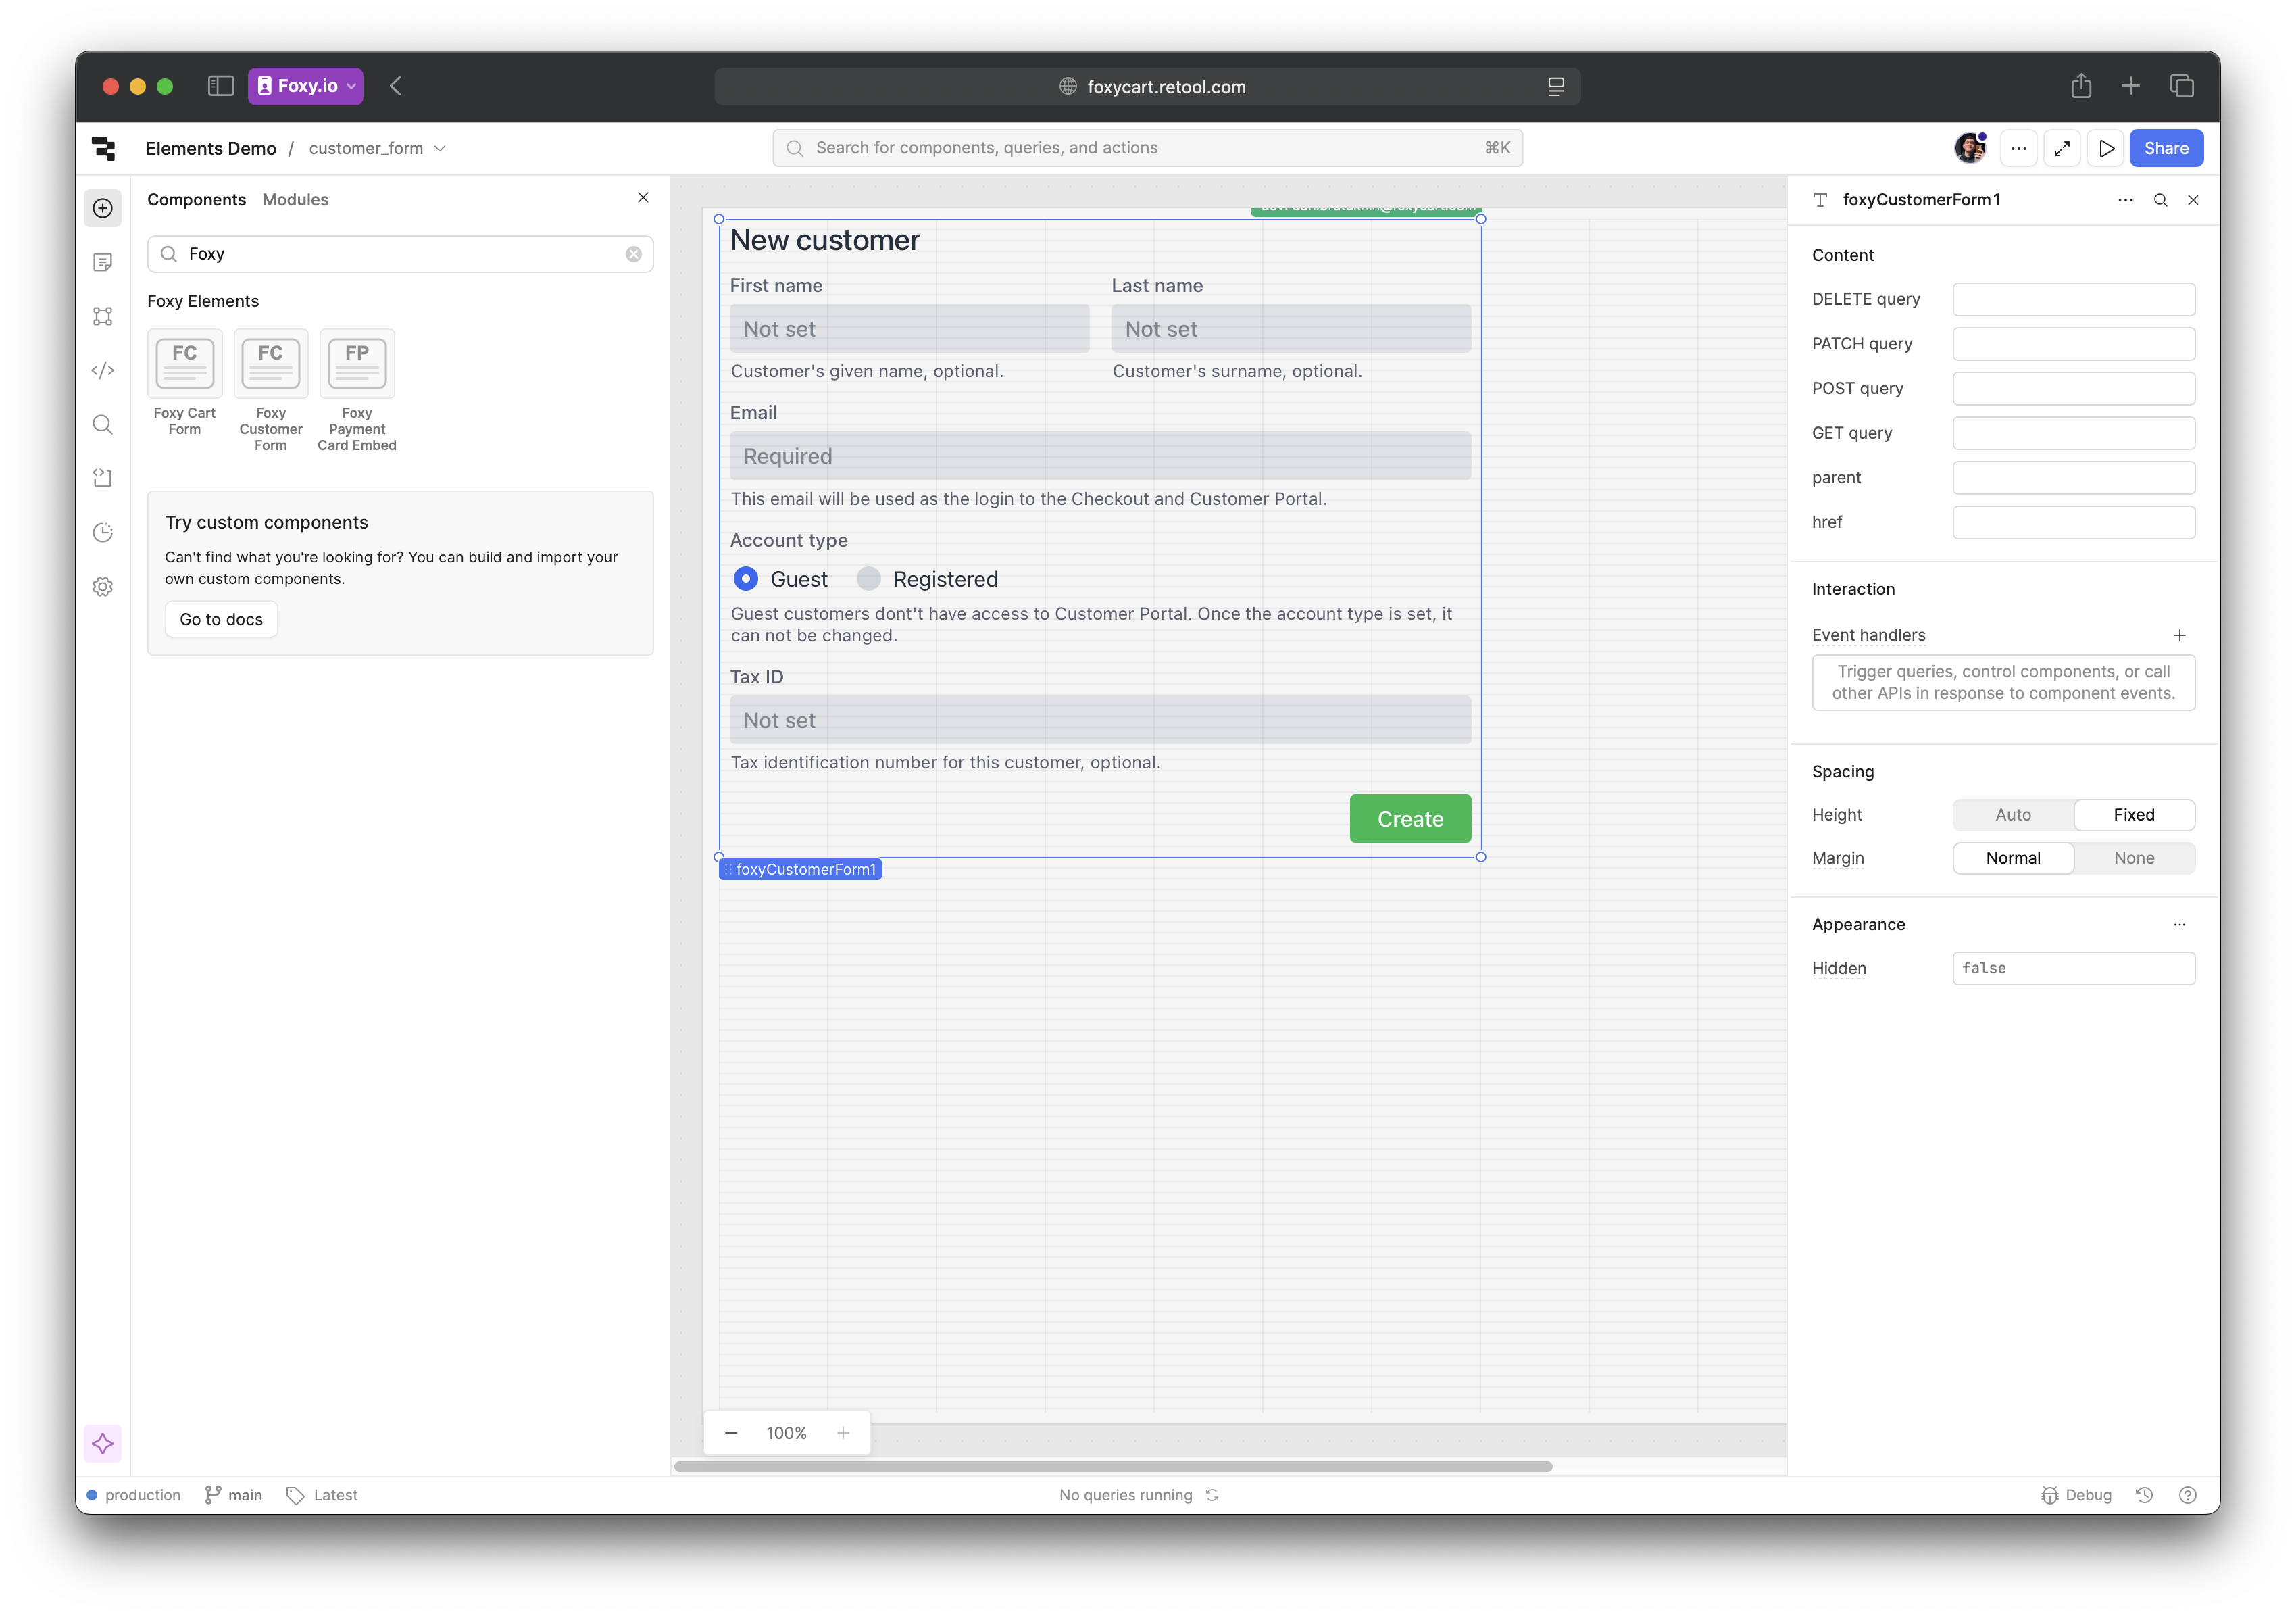 Foxy.io
foxycart.retool.com
Elements Demo / customer_form
Search for components, queries, and actions ⌘K
Share
Components Modules
Foxy
Foxy Elements
FC FC FP
Foxy Cart Form
Foxy Customer Form
Foxy Payment Card Embed
Try custom components
Can't find what you're looking for? You can build and import your
own custom components.
Go to docs
New customer
First name Last name
Not set Not set
Customer's given name, optional. Customer's surname, optional.
Email
Required
This email will be used as the login to the Checkout and Customer Portal.
Account type
Guest Registered
Guest customers dont't have access to Customer Portal. Once the account type is set, it
can not be changed.
Tax ID
Not set
Tax identification number for this customer, optional.
Create
foxyCustomerForm1
100%
foxyCustomerForm1
Content
DELETE query
PATCH query
POST query
GET query
parent
href
Interaction
Event handlers
Trigger queries, control components, or call
other APIs in response to component events.
Spacing
Height Auto Fixed
Margin Normal None
Appearance
Hidden false
production main Latest
No queries running
Debug